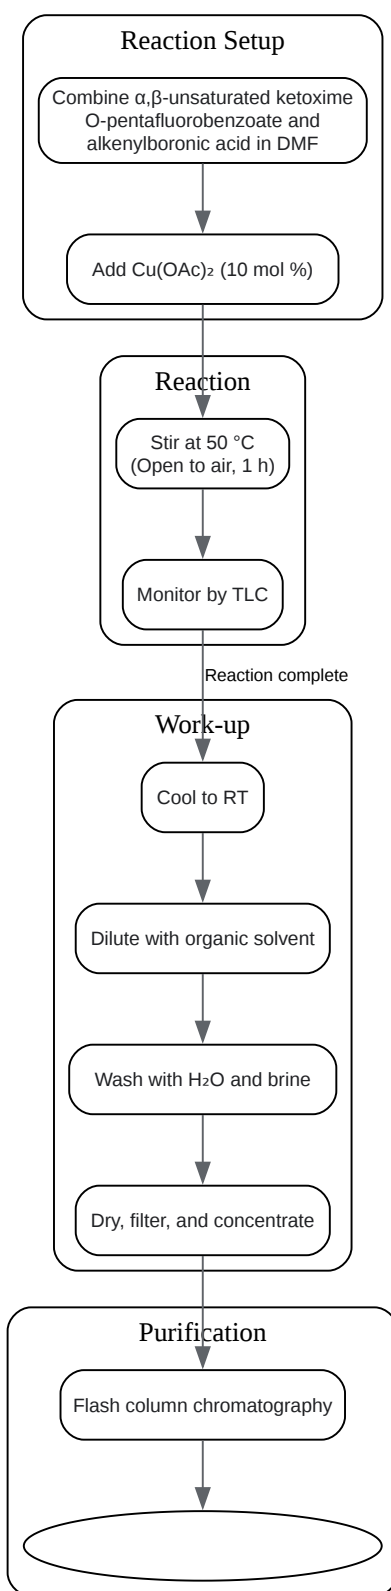 Reaction Setup
Combine α,β-unsaturated ketoxime
O-pentafluorobenzoate and
alkenylboronic acid in DMF
Add Cu(OAc)₂ (10 mol %)
Reaction
Stir at 50 °C
(Open to air, 1 h)
Monitor by TLC
Reaction complete
Work-up
Cool to RT
Dilute with organic solvent
Wash with H₂O and brine
Dry, filter, and concentrate
Purification
Flash column chromatography